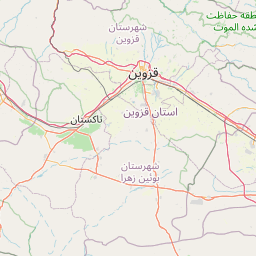 منطقه حفاظت
شده الموت
شهرستان
قزوین
قزوین
استان قزوین
تاکستان
شهرستان
بوئین زهرا